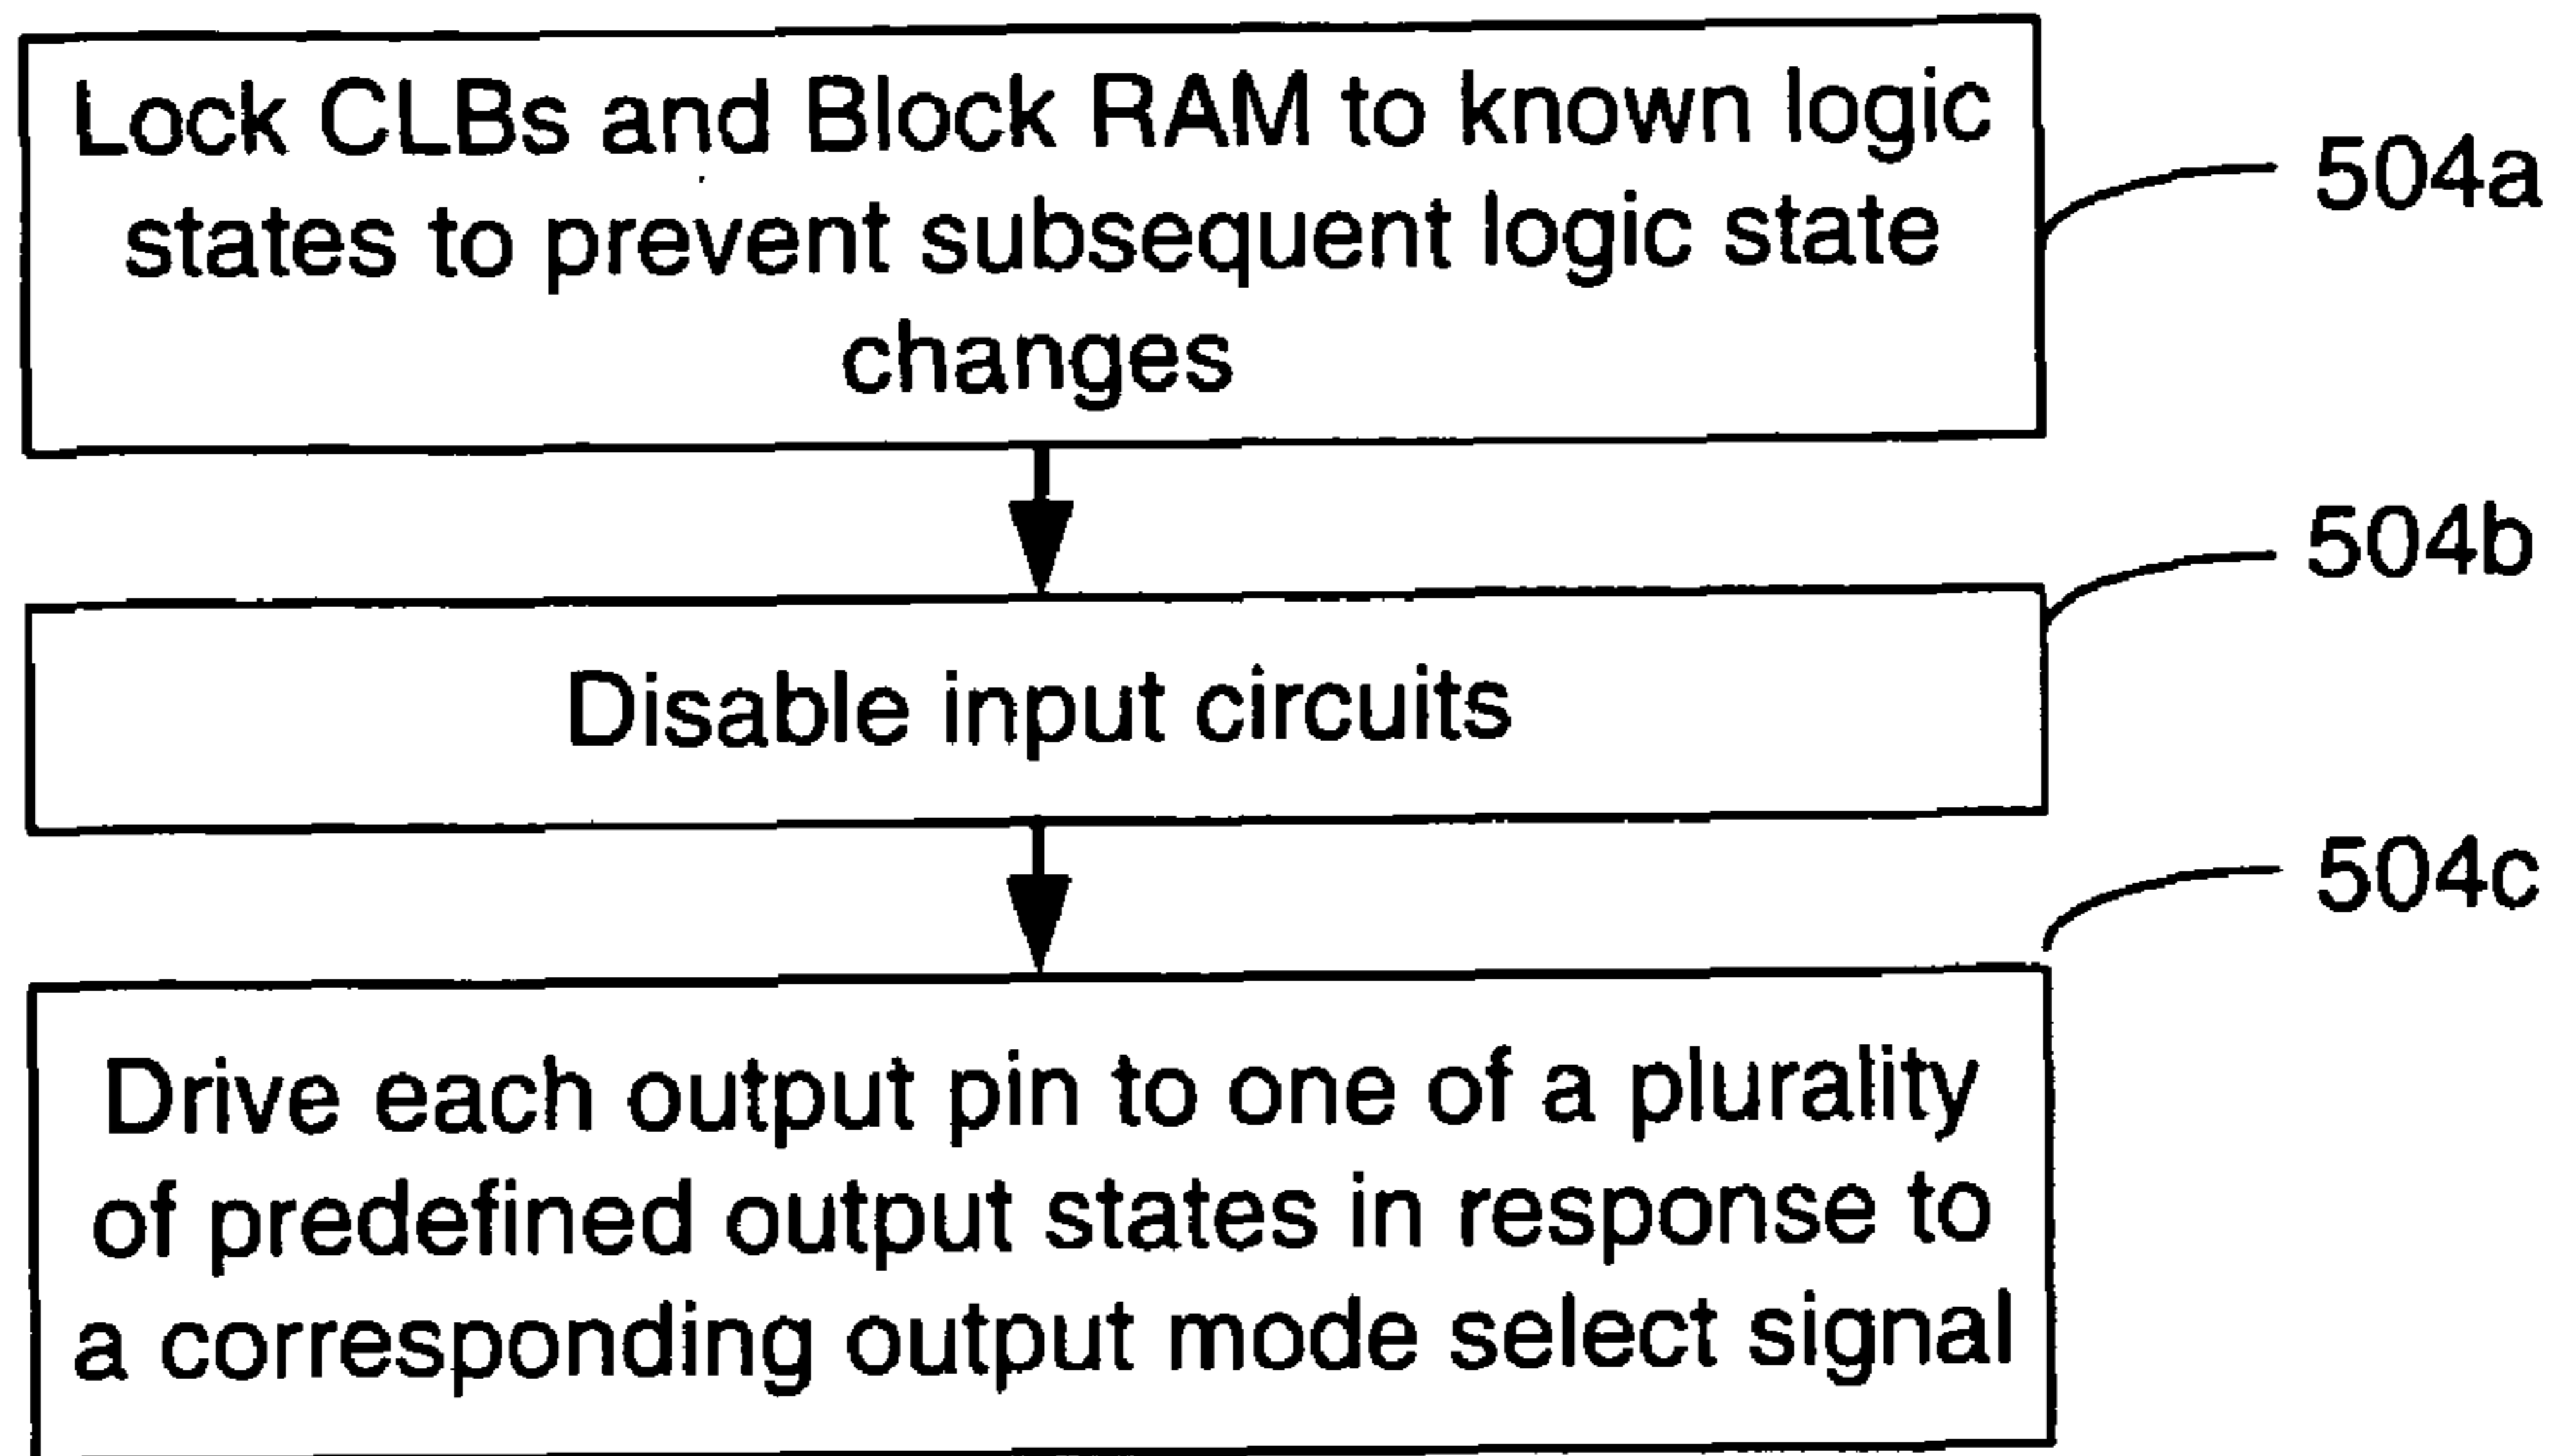 Lock CLBs and Block RAM to known logic
states to prevent subsequent logic state
changes
504a
504b
Disable input circuits
504c
Drive each output pin to one of a plurality
of predefined output states in response to
a corresponding output mode select signal